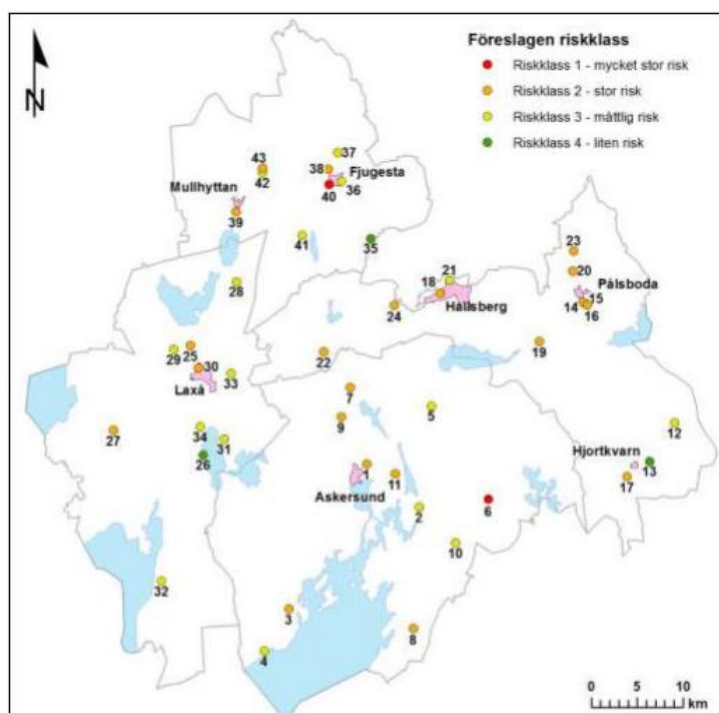 Föreslagen riskklass
Riskklass 1 - mycket stor risk
Riskklass 2 - stor risk
Riskklass 3 - måttlig risk
Riskklass 4 - liten risk
N
37
43
38
Fjugesta
42
36
Mullhyttan
40
39
23
41
35
21
20
Pålsboda
28
18
15
Hallsberg
14
16
24
25
29
30
22
19
33
Laxå
7
5
9
34
12
27
31
Hjortkvarn
26
1
13
Askersund
11
17
2
6
10
32
3
8
4
0 5 10
km